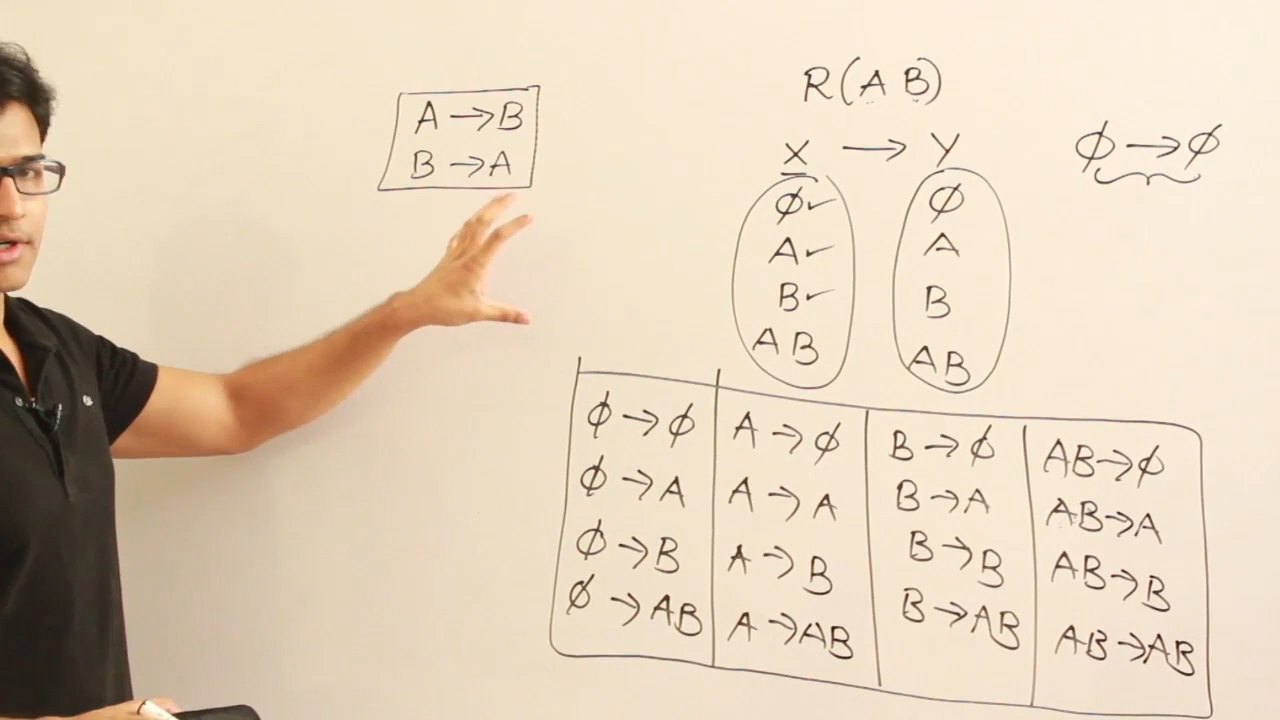 A → B
B → A
R(A B)
X → Y
ϕ → ϕ
ϕ✓ ϕ
A✓ A
B✓ B
AB AB
ϕ → ϕ
ϕ → A
ϕ → B
ϕ → AB
A → ϕ
A → A
A → B
A → AB
B → ϕ
B → A
B → B
B → AB
AB → ϕ
AB → A
AB → B
AB → AB